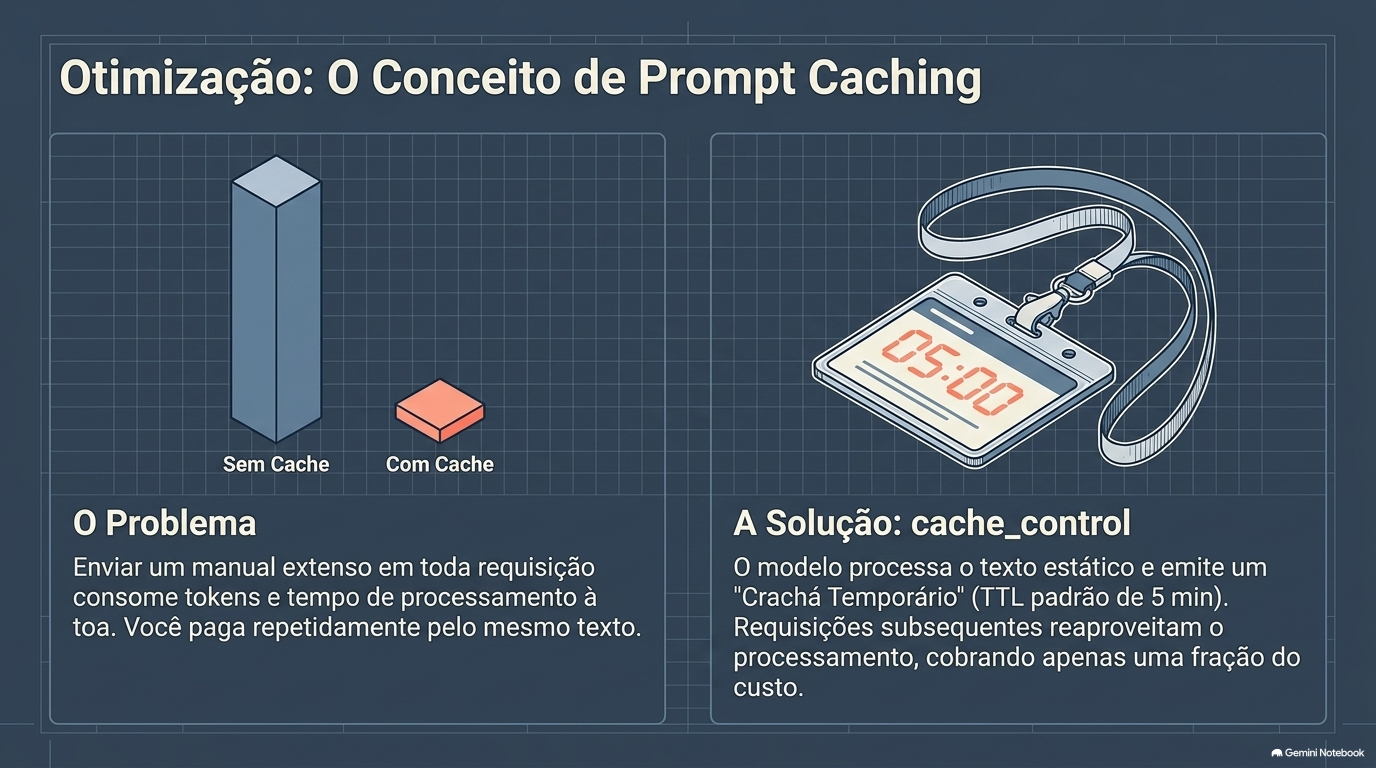 Otimização: O Conceito de Prompt Caching
Sem Cache
Com Cache
O Problema
Enviar um manual extenso em toda requisição
consome tokens e tempo de processamento à
toa. Você paga repetidamente pelo mesmo texto.
05:00
A Solução: cache_control
O modelo processa o texto estático e emite um
"Crachá Temporário" (TTL padrão de 5 min).
Requisições subsequentes reaproveitam o
processamento, cobrando apenas uma fração do
custo.
Gemini Notebook